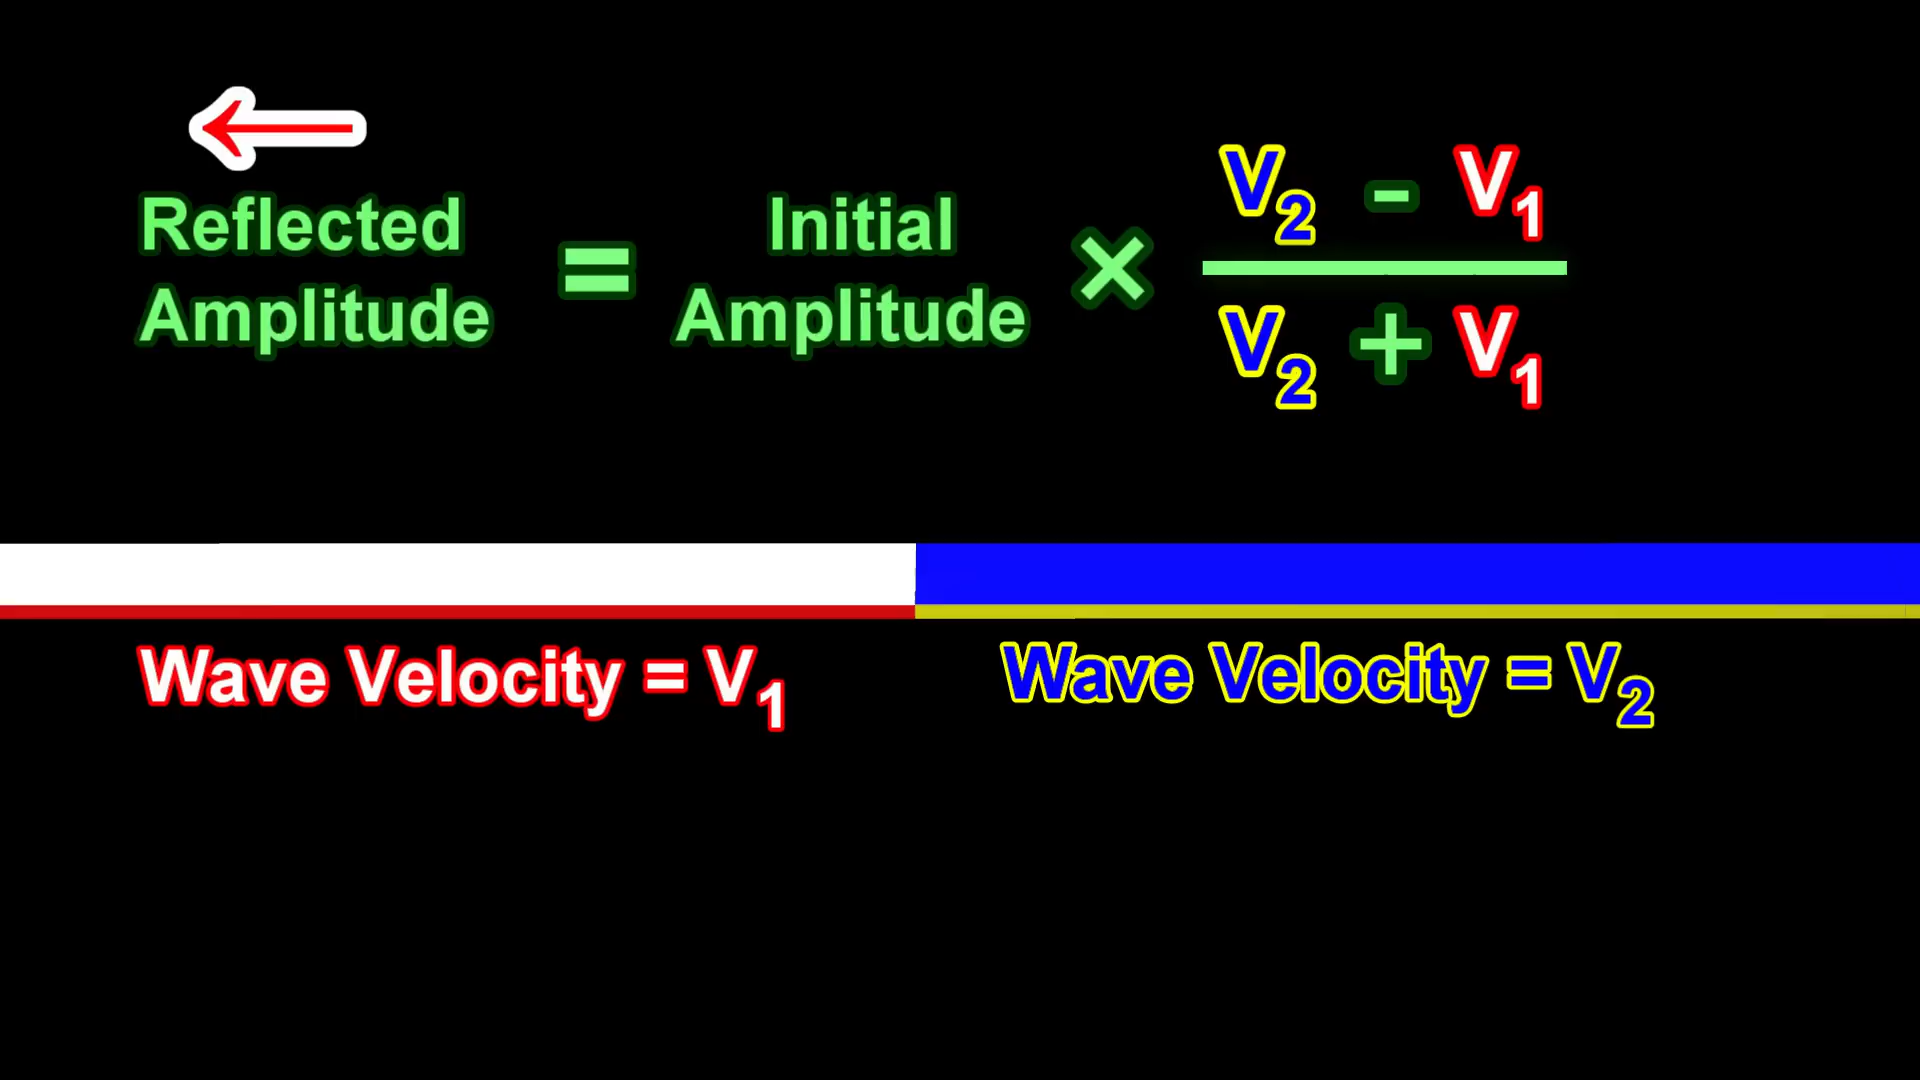 Reflected Amplitude = Initial Amplitude × V₂ - V₁ / V₂ + V₁
Wave Velocity = V₁
Wave Velocity = V₂